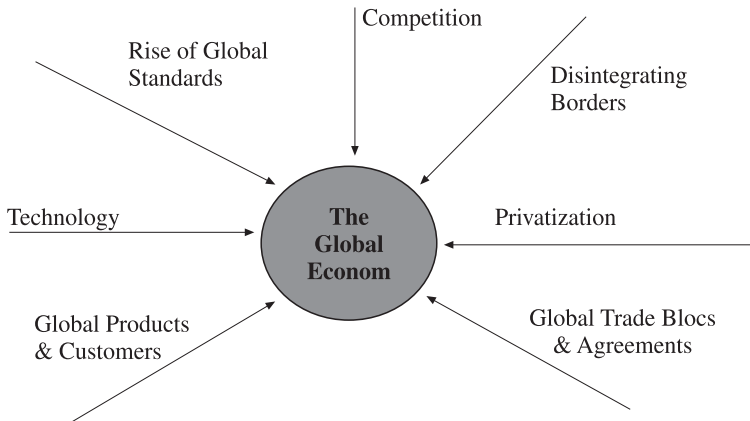 Competition
Rise of Global
Standards
Disintegrating
Borders
Technology
The
Global
Econom
Privatization
Global Products
& Customers
Global Trade Blocs
& Agreements